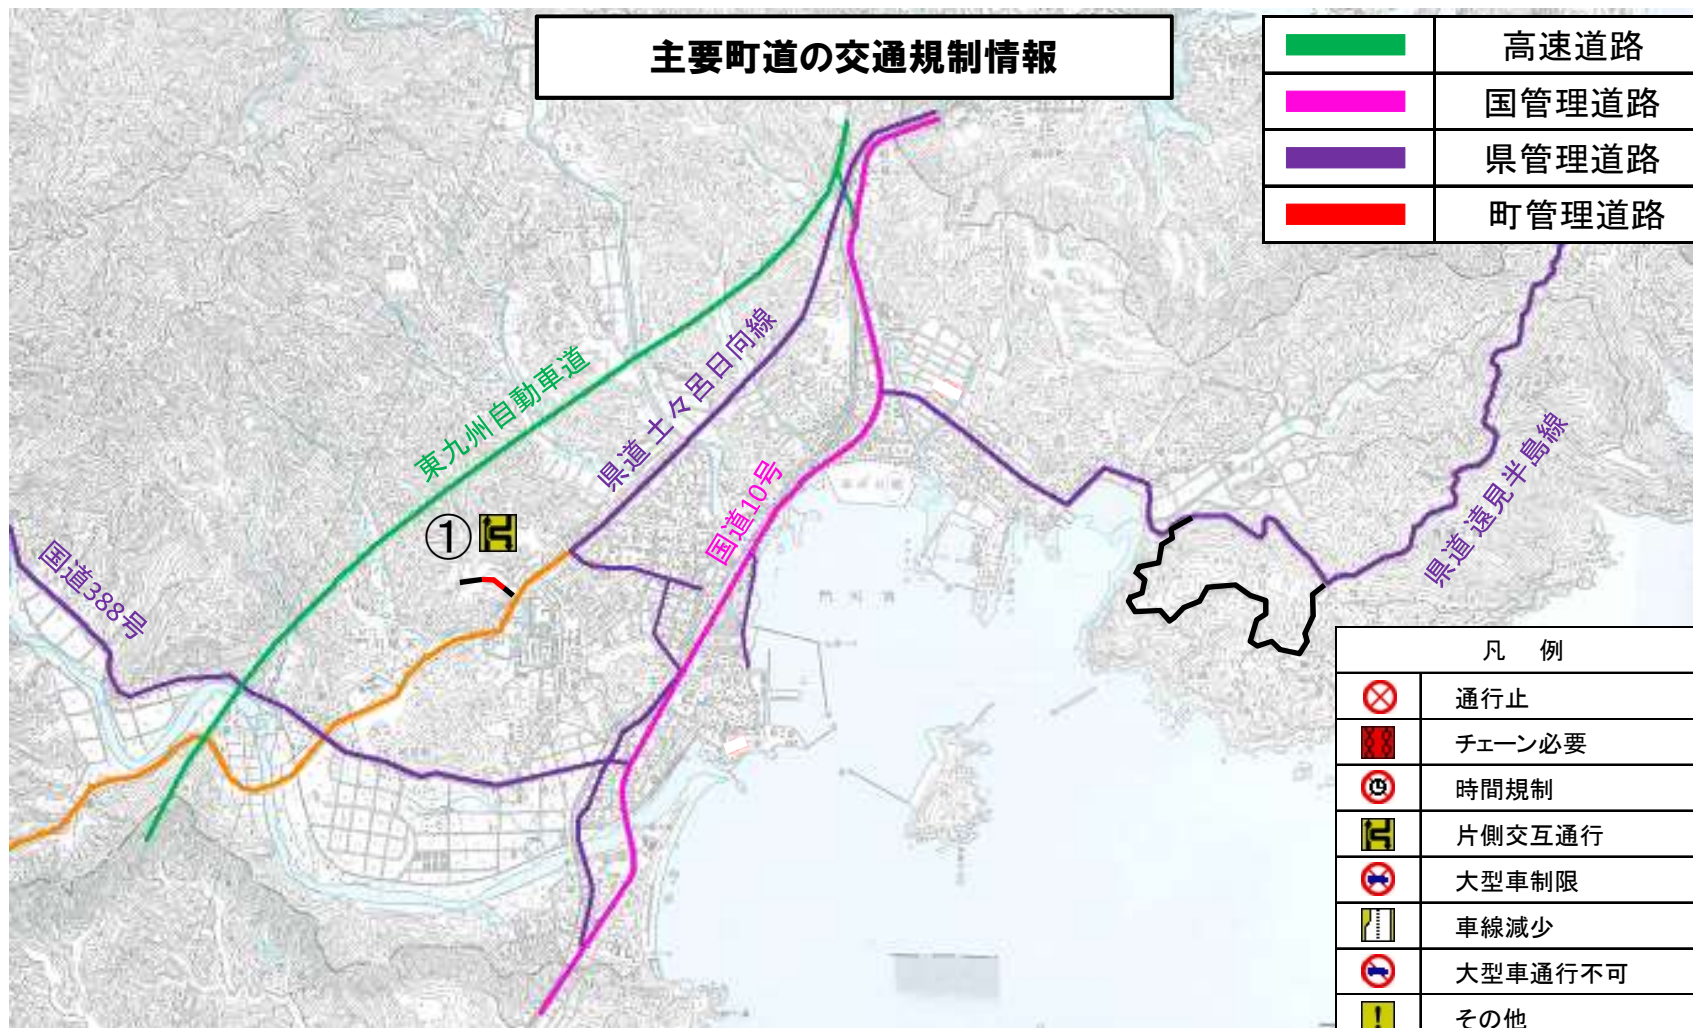 主要町道の交通規制情報
高速道路
国管理道路
県管理道路
町管理道路
東九州自動車道
県道 土々呂日向線
国道10号
①
国道388号
県道 遠見半島線
凡 例
通行止
チェーン必要
時間規制
片側交互通行
大型車制限
車線減少
大型車通行不可
その他